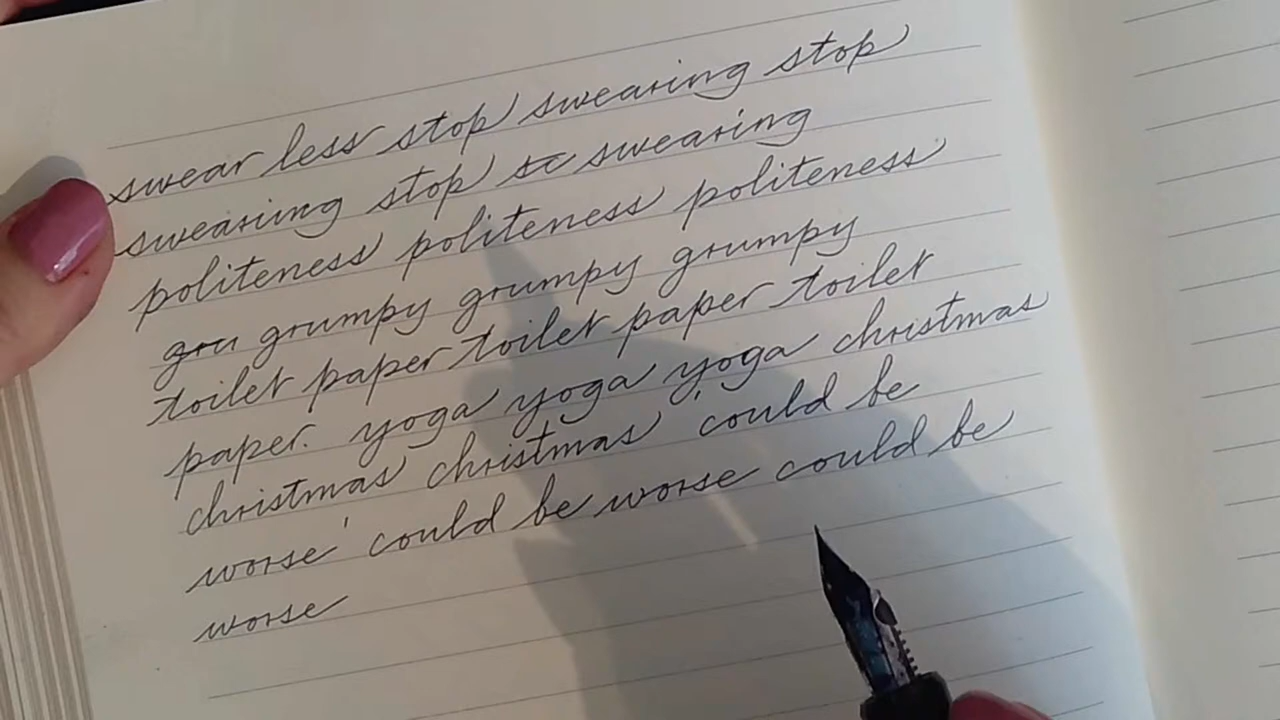 swear less stop swearing stop
swearing stop sc swearing
politeness politeness politeness
gru grumpy grumpy grumpy
toilet paper toilet paper toilet
paper. yoga yoga yoga christmas
christmas christmas 'could be
worse' could be worse could be
worse